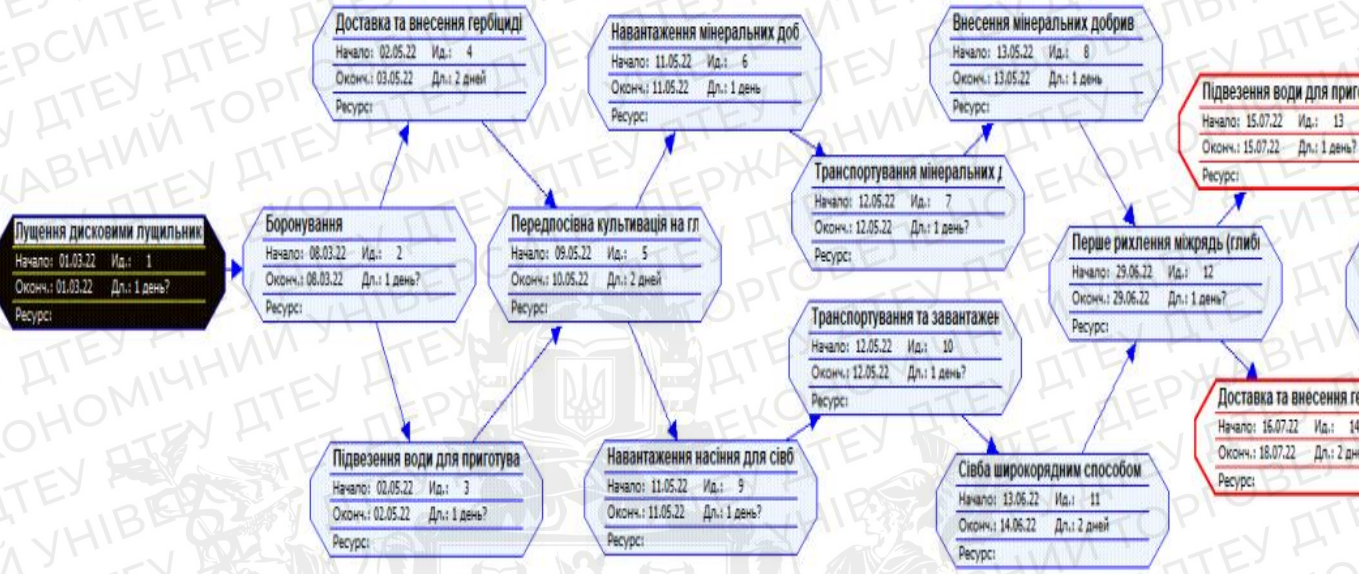 Доставка та внесення гербіциді
Начало: 02.05.22 Ид.: 4
Оконч.: 03.05.22 Дл.: 2 дней
Ресурс:
Навантаження мінеральних доб
Начало: 11.05.22 Ид.: 6
Оконч.: 11.05.22 Дл.: 1 день
Ресурс:
Внесення мінеральних добрив
Начало: 13.05.22 Ид.: 8
Оконч.: 13.05.22 Дл.: 1 день
Ресурс:
Підвезення води для приго
Начало: 15.07.22 Ид.: 13
Оконч.: 15.07.22 Дл.: 1 день?
Ресурс:
Транспортування мінеральних д
Начало: 12.05.22 Ид.: 7
Оконч.: 12.05.22 Дл.: 1 день?
Ресурс:
Лущення дисковими лущильник
Начало: 01.03.22 Ид.: 1
Оконч.: 01.03.22 Дл.: 1 день?
Ресурс:
Боронування
Начало: 08.03.22 Ид.: 2
Оконч.: 08.03.22 Дл.: 1 день?
Ресурс:
Передпосівна культивація на гл
Начало: 09.05.22 Ид.: 5
Оконч.: 10.05.22 Дл.: 2 дней
Ресурс:
Перше рихлення міжрядь (глиби
Начало: 29.06.22 Ид.: 12
Оконч.: 29.06.22 Дл.: 1 день?
Ресурс:
Транспортування та завантажен
Начало: 12.05.22 Ид.: 10
Оконч.: 12.05.22 Дл.: 1 день?
Ресурс:
Доставка та внесення ге
Начало: 16.07.22 Ид.: 14
Оконч.: 18.07.22 Дл.: 2 дн
Ресурс:
Підвезення води для приготува
Начало: 02.05.22 Ид.: 3
Оконч.: 02.05.22 Дл.: 1 день?
Ресурс:
Навантаження насіння для сівб
Начало: 11.05.22 Ид.: 9
Оконч.: 11.05.22 Дл.: 1 день?
Ресурс:
Сівба широкорядним способом
Начало: 13.06.22 Ид.: 11
Оконч.: 14.06.22 Дл.: 2 дней
Ресурс: